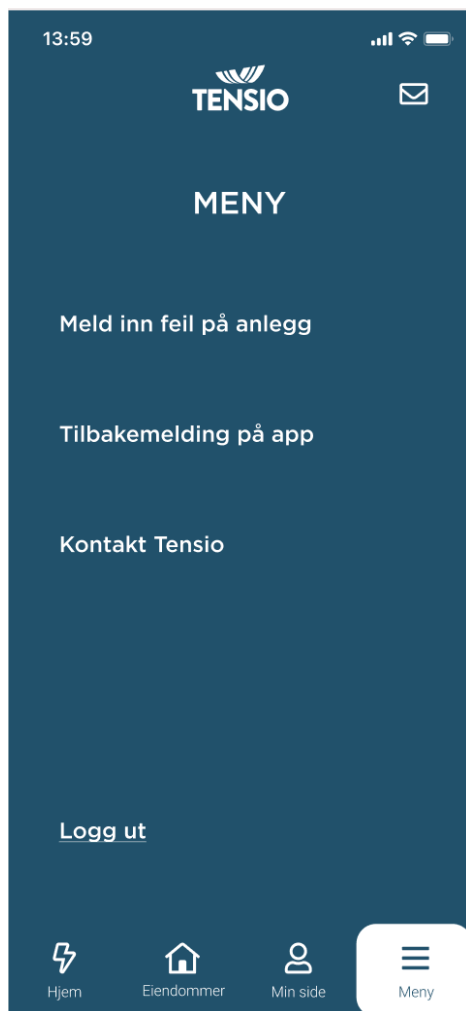 13:59
TENSIO
MENY
Meld inn feil på anlegg
Tilbakemelding på app
Kontakt Tensio
Logg ut
Hjem
Eiendommer
Min side
Meny